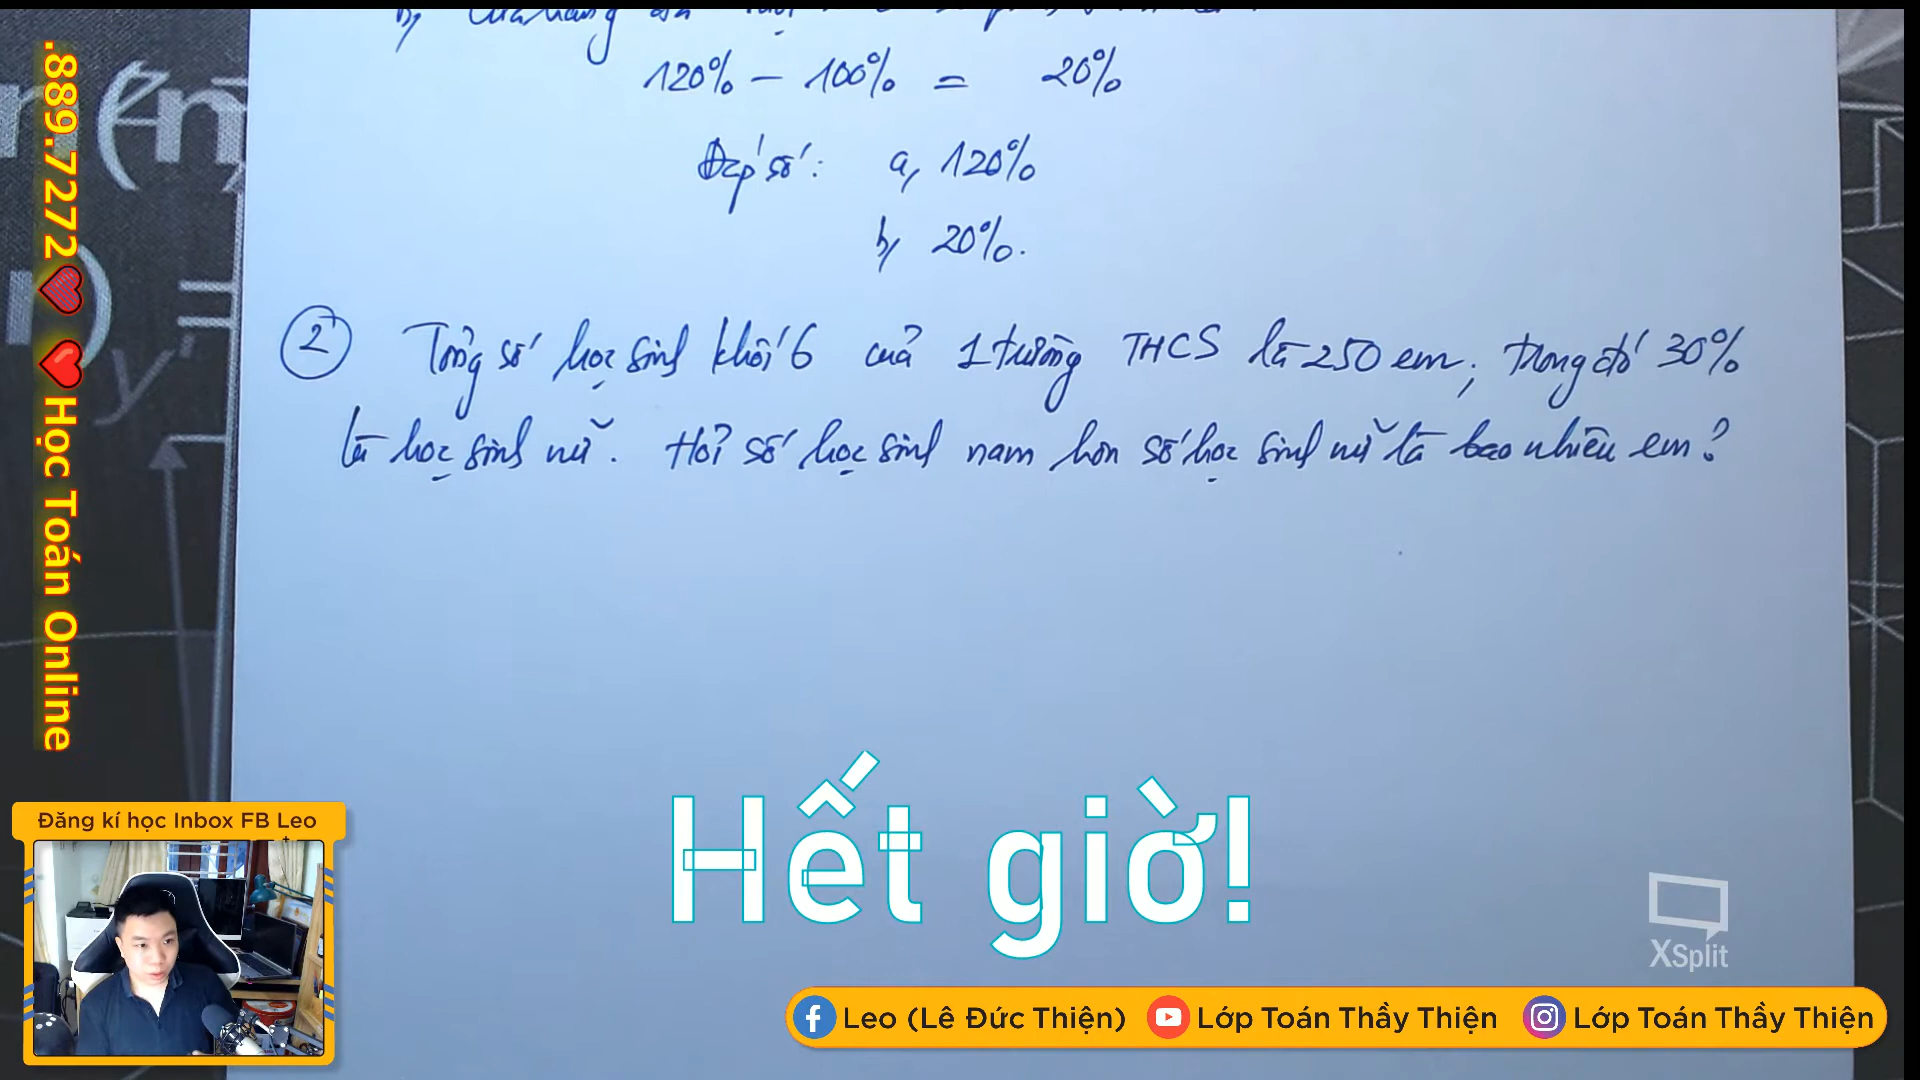 120% - 100% = 20%
Đáp số: a, 120%
b, 20%.
2 Tổng số học sinh khối 6 của 1 trường THCS là 250 em, trong đó 30%
là học sinh nữ. Hỏi số học sinh nam hơn số học sinh nữ là bao nhiêu em?
.889.7272❤️ ❤️Học Toán Online
Hết giờ!
Đăng kí học Inbox FB Leo
XSplit
Leo (Lê Đức Thiện) Lớp Toán Thầy Thiện Lớp Toán Thầy Thiện